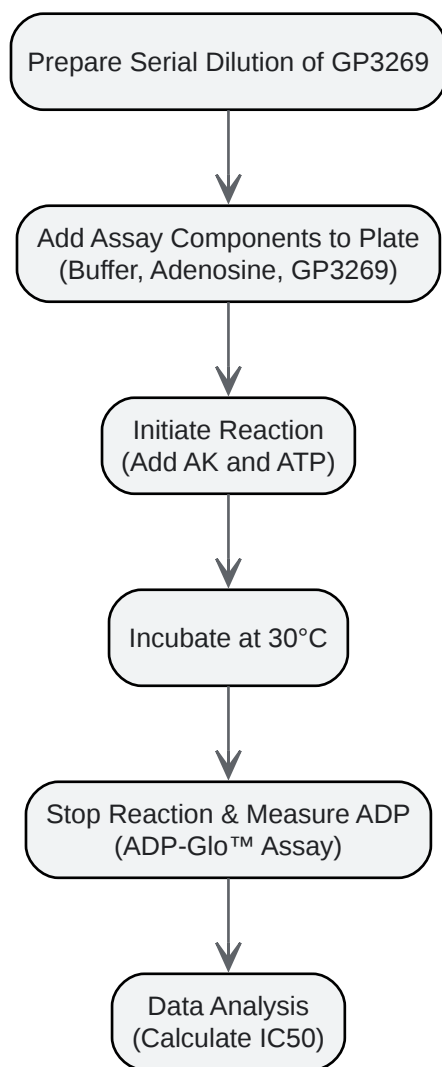 Prepare Serial Dilution of GP3269
Add Assay Components to Plate
(Buffer, Adenosine, GP3269)
Initiate Reaction
(Add AK and ATP)
Incubate at 30°C
Stop Reaction & Measure ADP
(ADP-Glo™ Assay)
Data Analysis
(Calculate IC50)